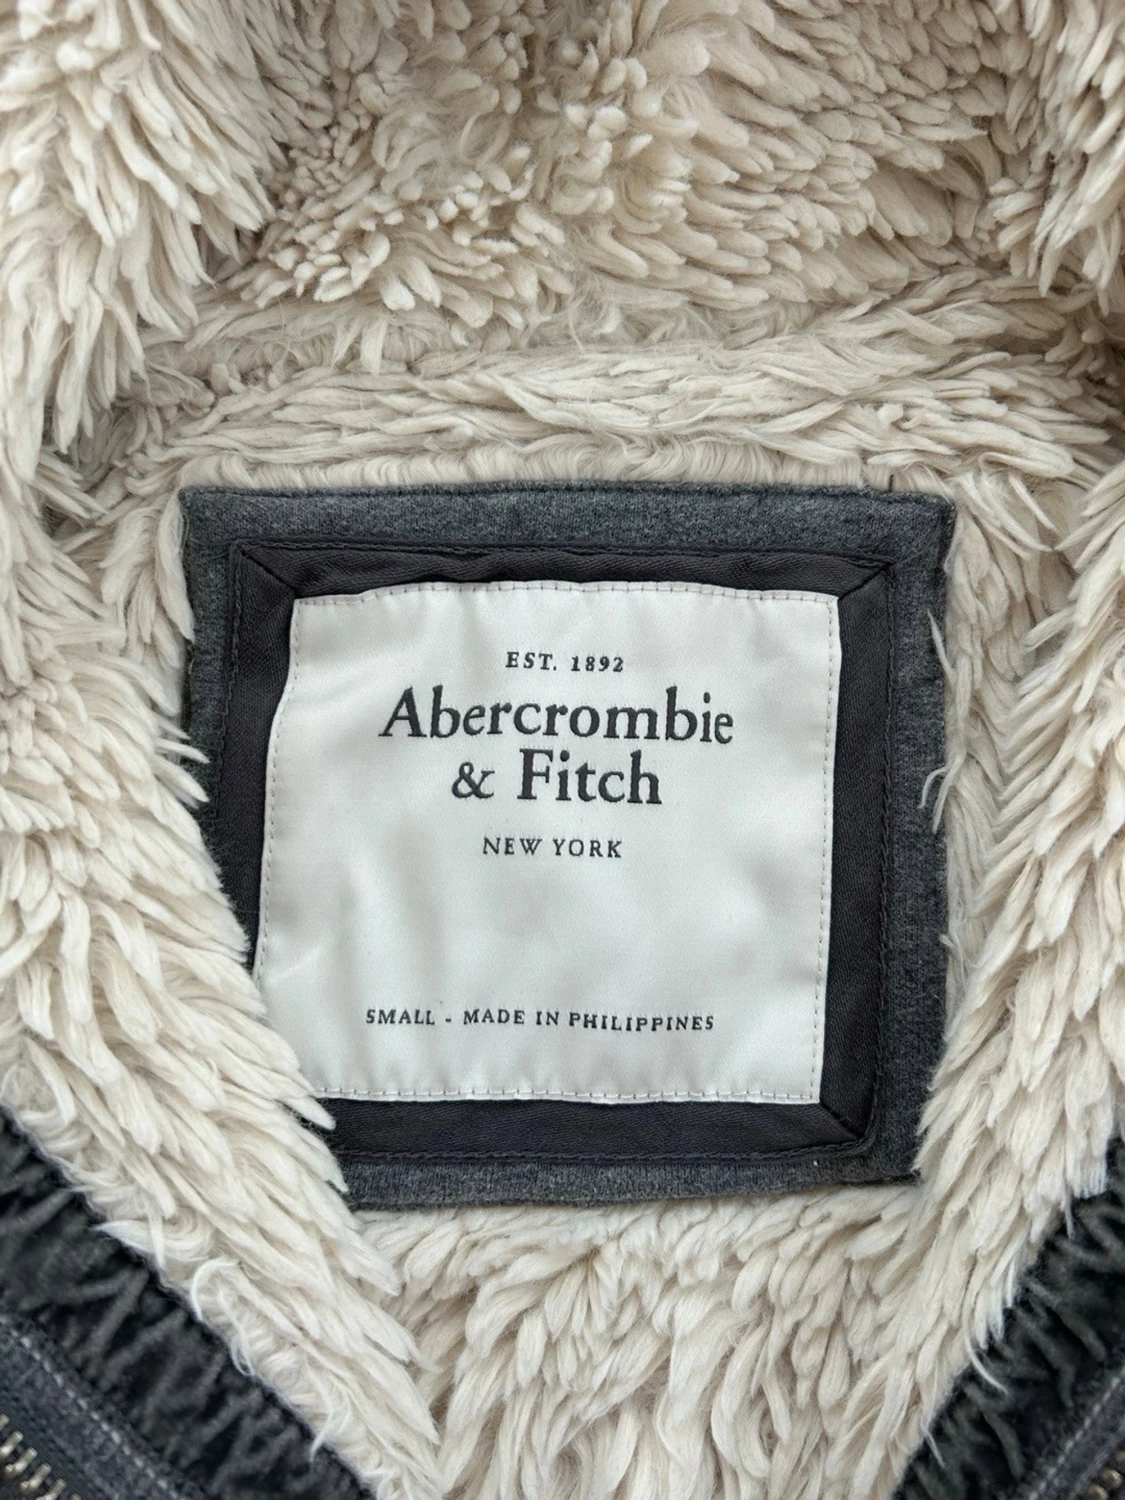 EST. 1892
Abercrombie
& Fitch
NEW YORK
SMALL - MADE IN PHILIPPINES